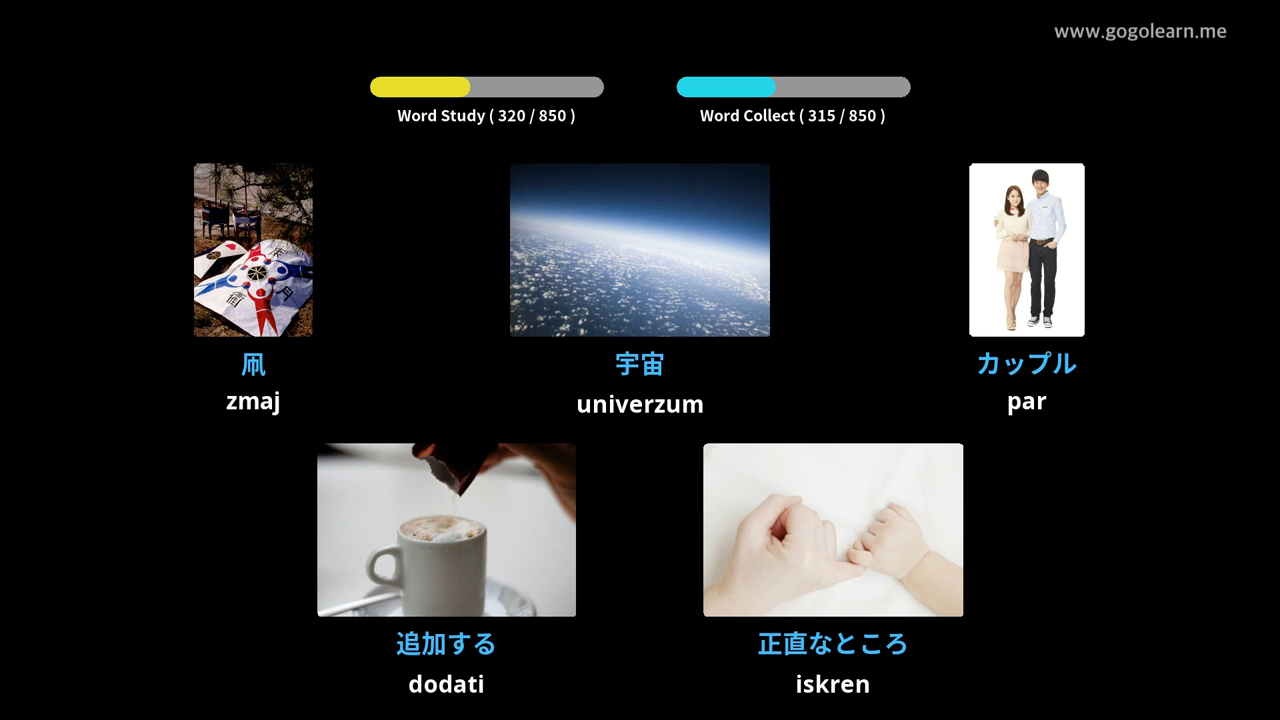 www.gogolearn.me
Word Study ( 320 / 850 )
Word Collect ( 315 / 850 )
凧
zmaj
宇宙
univerzum
カップル
par
追加する
dodati
正直なところ
iskren